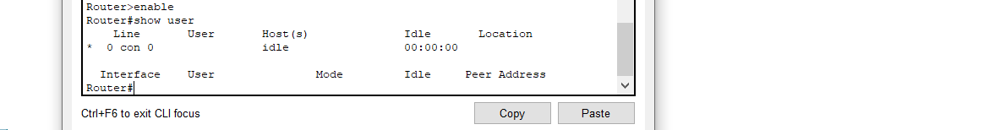 Router>enable
Router#show user
Line User Host(s) Idle Location
* 0 con 0 idle 00:00:00
Interface User Mode Idle Peer Address
Router#
Ctrl+F6 to exit CLI focus
Copy Paste